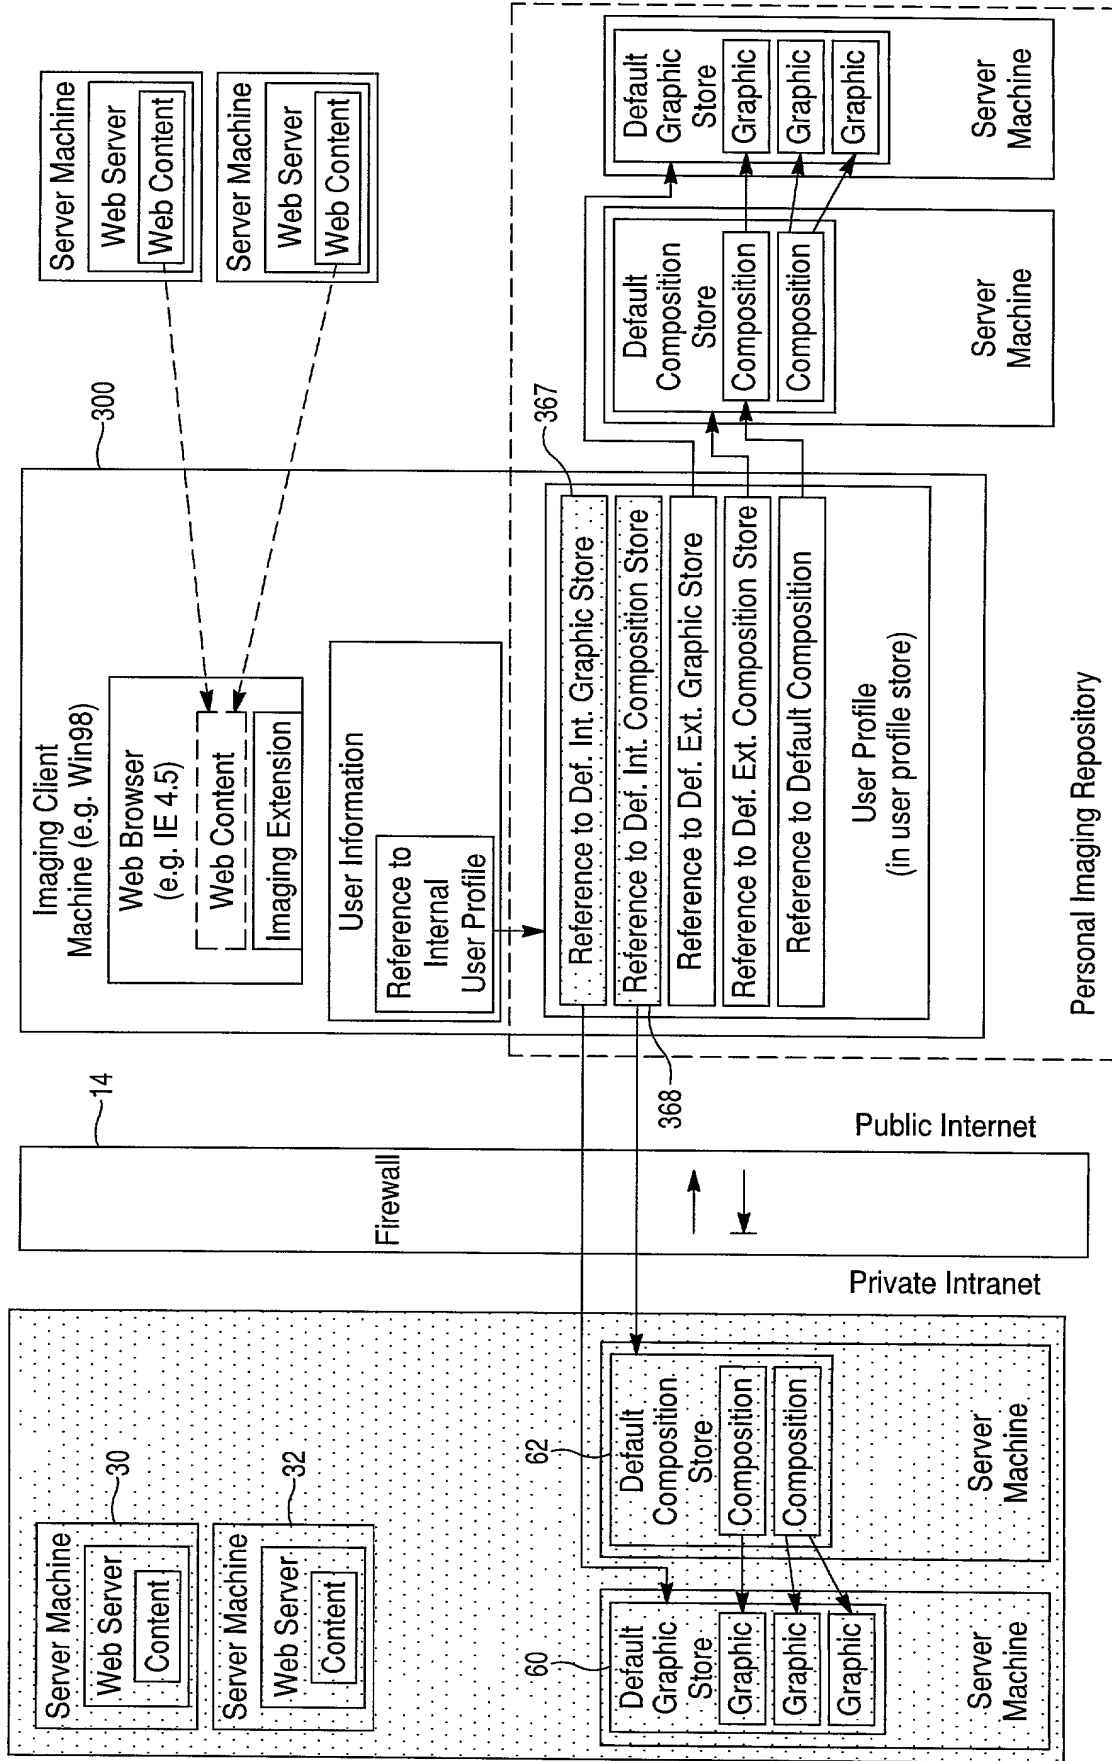 Server Machine
Web Server
Content
30
Server Machine
Web Server
Content
32
60
Default
Graphic
Store
Graphic
Graphic
Graphic
Server
Machine
62
Default
Composition
Store
Composition
Composition
Server
Machine
Private Intranet
14
Firewall
Public Internet
Imaging Client
Machine (e.g. Win98)
300
Web Browser
(e.g. IE 4.5)
Web Content
Imaging Extension
User Information
Reference to
Internal
User Profile
Reference to Def. Int. Graphic Store
367
Reference to Def. Int. Composition Store
368
Reference to Def. Ext. Graphic Store
Reference to Def. Ext. Composition Store
Reference to Default Composition
User Profile
(in user profile store)
Personal Imaging Repository
Server Machine
Web Server
Web Content
Server Machine
Web Server
Web Content
Default
Composition
Store
Composition
Composition
Server
Machine
Default
Graphic
Store
Graphic
Graphic
Graphic
Server
Machine